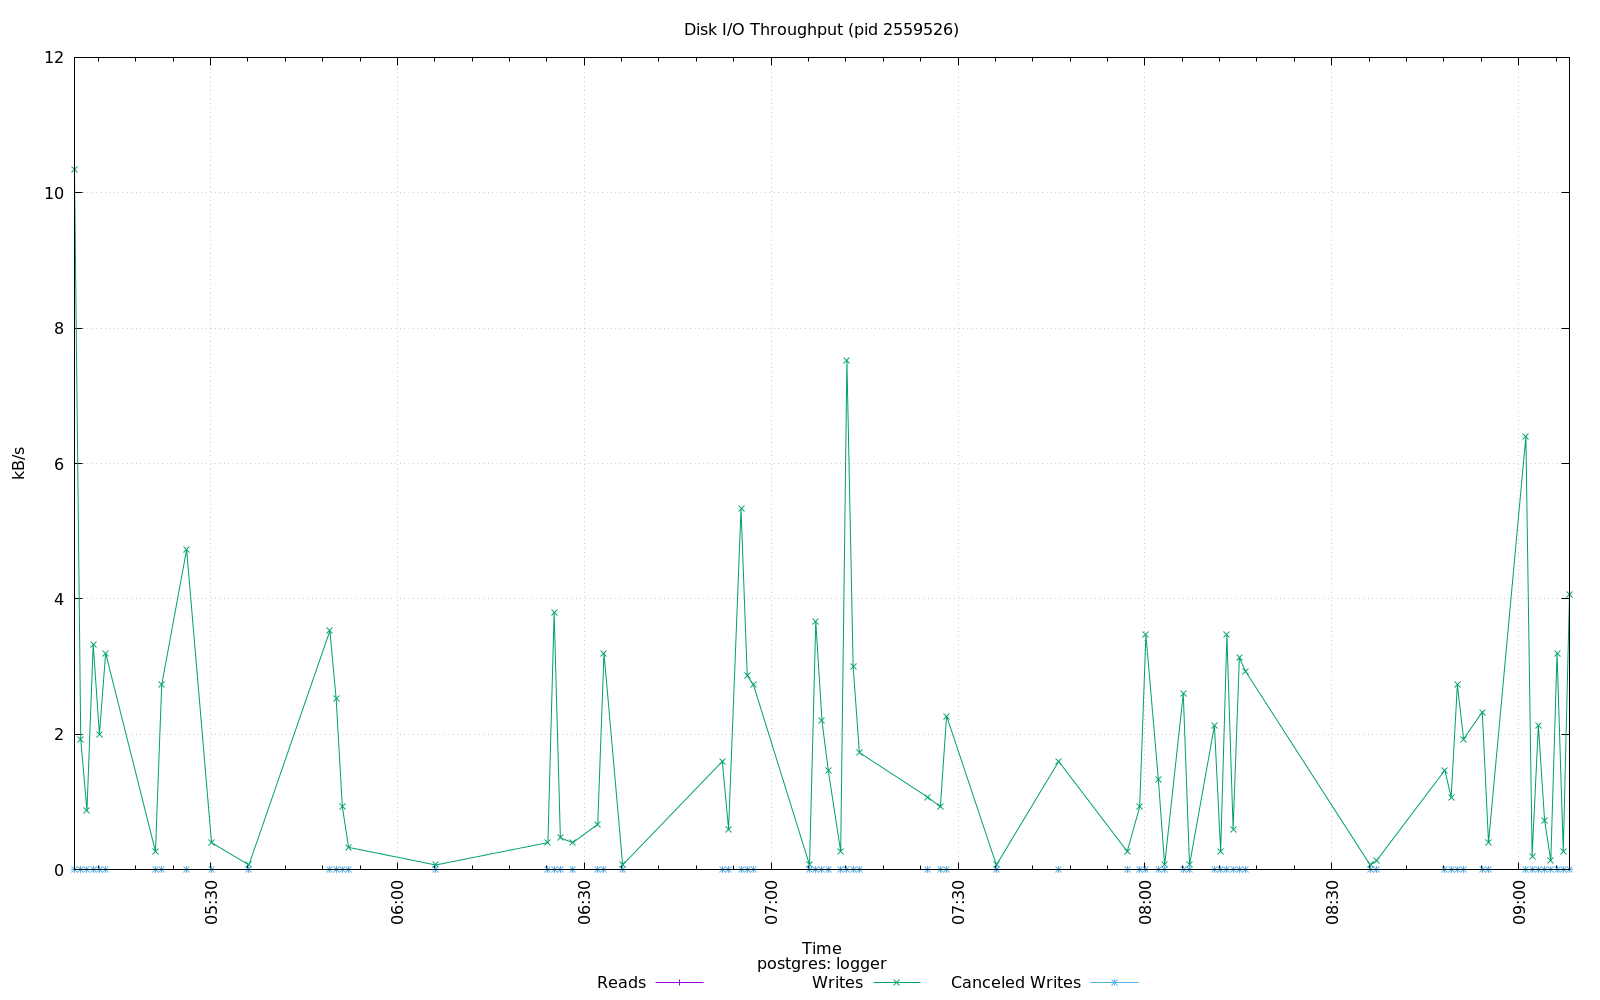 Disk I/O Throughput (pid 2559526)
12
10
8
6
4
2
0
kB/s
05:30
06:00
06:30
07:00
07:30
08:00
08:30
09:00
Time
postgres: logger
Reads
Writes
Canceled Writes